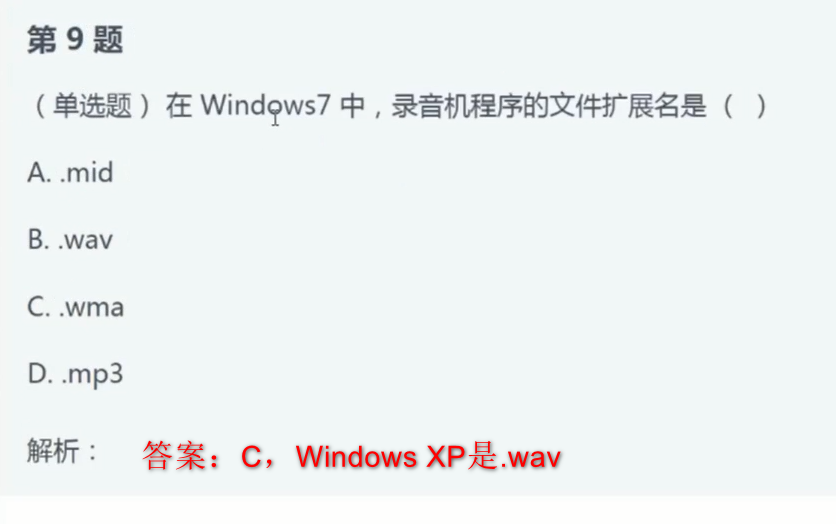 第 9 题
（ 单选题 ） 在 Windows7 中，录音机程序的文件扩展名是（  ）
A. .mid
B. .wav
C. .wma
D. .mp3
解析： 答案：C，Windows XP是.wav